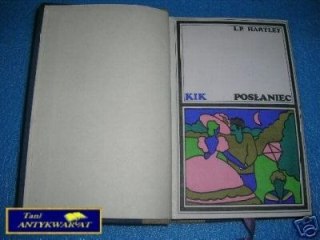 L.P. HARTLEY
KIK POSŁANIEC
Tani
ANTYKWARIAT